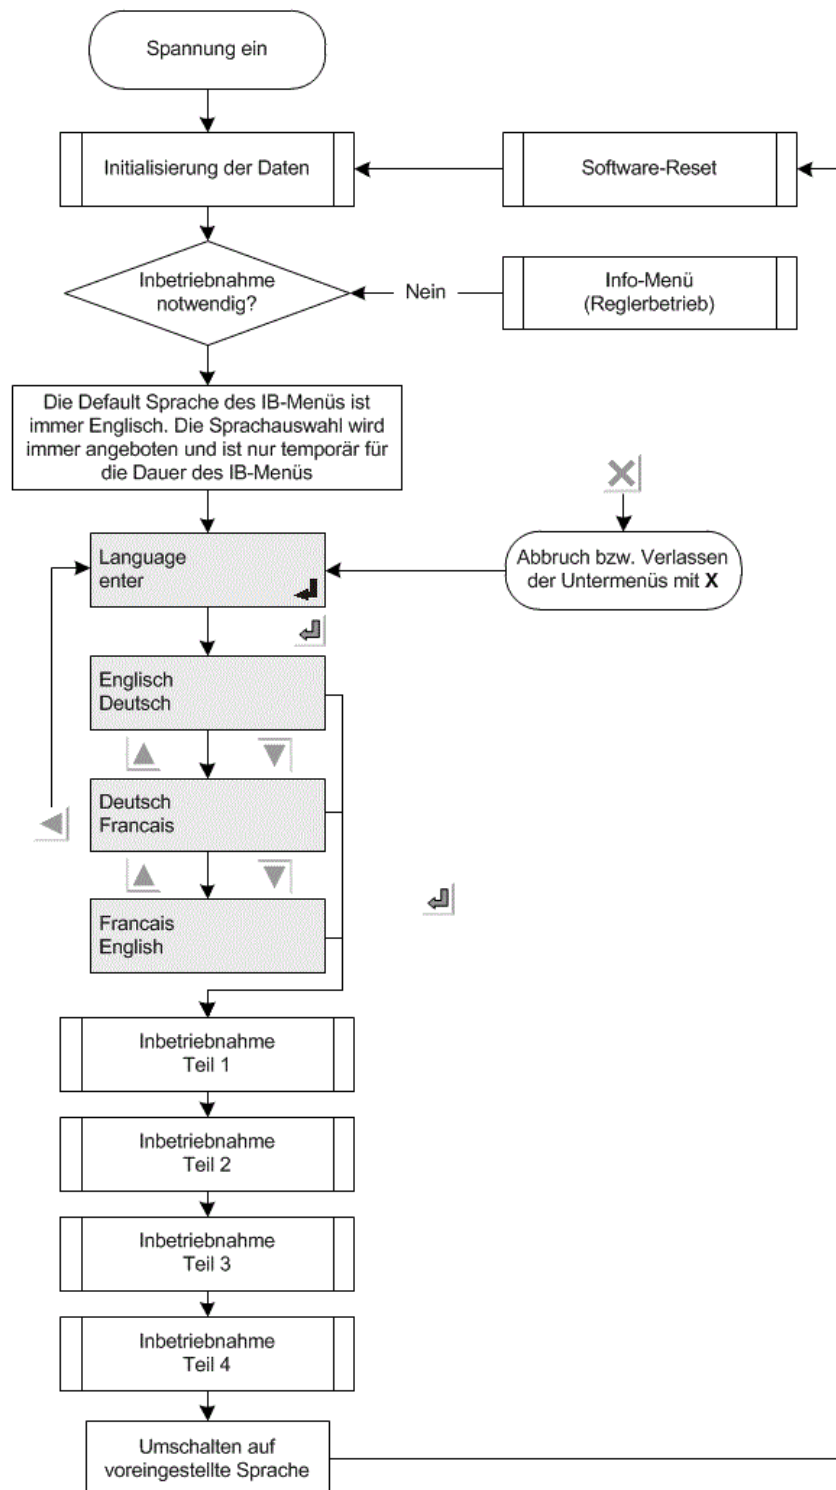 Spannung ein
Initialisierung der Daten
Software-Reset
Inbetriebnahme
notwendig?
Nein
Info-Menü
(Reglerbetrieb)
Die Default Sprache des IB-Menüs ist
immer Englisch. Die Sprachauswahl wird
immer angeboten und ist nur temporär für
die Dauer des IB-Menüs
Language
enter
Abbruch bzw. Verlassen
der Untermenüs mit X
Englisch
Deutsch
Deutsch
Francais
Francais
English
Inbetriebnahme
Teil 1
Inbetriebnahme
Teil 2
Inbetriebnahme
Teil 3
Inbetriebnahme
Teil 4
Umschalten auf
voreingestellte Sprache